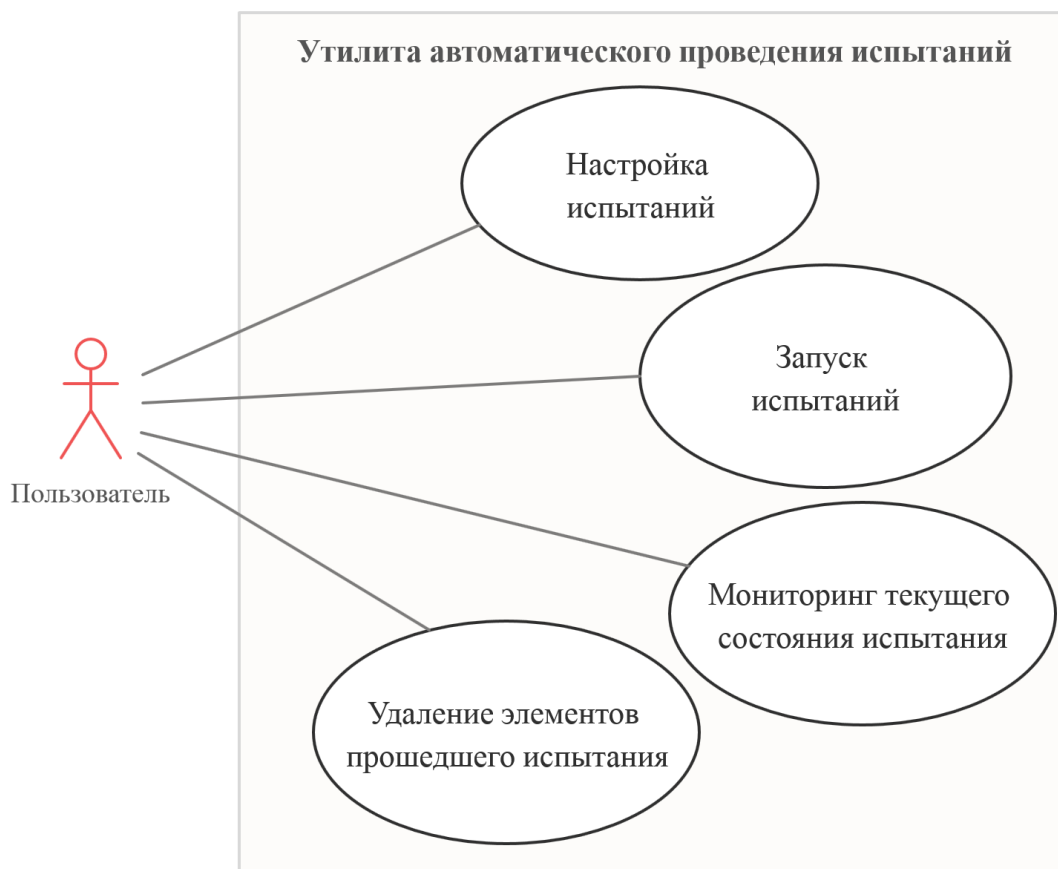 Утилита автоматического проведения испытаний
Настройка
испытаний
Запуск
испытаний
Пользователь
Мониторинг текущего
состояния испытания
Удаление элементов
прошедшего испытания